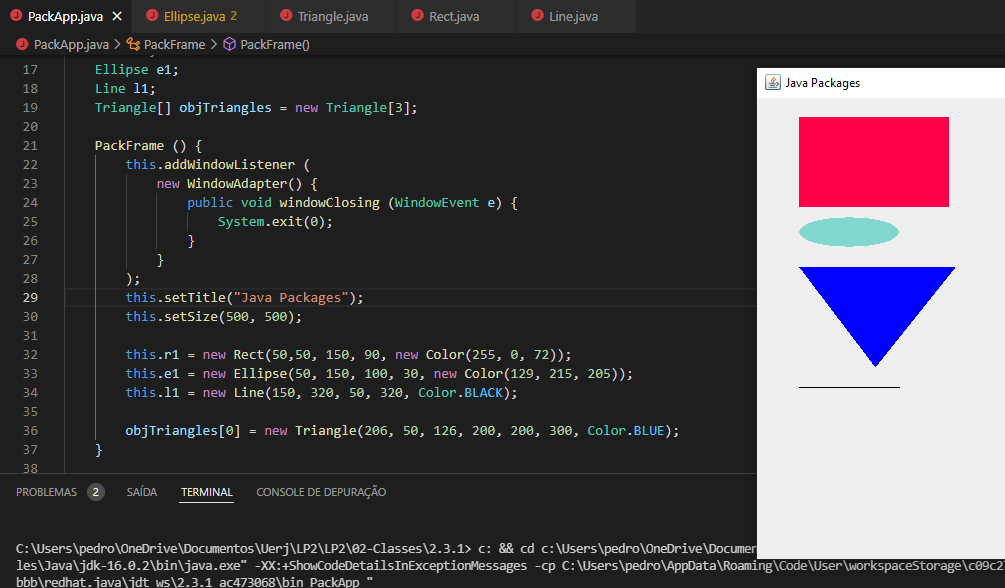 PackApp.java
Ellipse.java 2
Triangle.java
Rect.java
Line.java
PackApp.java > PackFrame > PackFrame()
17 Ellipse e1;
18 Line l1;
19 Triangle[] objTriangles = new Triangle[3];
20
21 PackFrame () {
22 this.addWindowListener (
23 new WindowAdapter() {
24 public void windowClosing (WindowEvent e) {
25 System.exit(0);
26 }
27 }
28 );
29 this.setTitle("Java Packages");
30 this.setSize(500, 500);
31
32 this.r1 = new Rect(50,50, 150, 90, new Color(255, 0, 72));
33 this.e1 = new Ellipse(50, 150, 100, 30, new Color(129, 215, 205));
34 this.l1 = new Line(150, 320, 50, 320, Color.BLACK);
35
36 objTriangles[0] = new Triangle(206, 50, 126, 200, 200, 300, Color.BLUE);
37 }
38
Java Packages
PROBLEMAS 2 SAÍDA TERMINAL CONSOLE DE DEPURAÇÃO
C:\Users\pedro\OneDrive\Documentos\Uerj\LP2\LP2\02-Classes\2.3.1> c: && cd c:\Users\pedro\OneDrive\Documen
les\Java\jdk-16.0.2\bin\java.exe" -XX:+ShowCodeDetailsInExceptionMessages -cp C:\Users\pedro\AppData\Roaming\Code\User\workspaceStorage\c09c2
bbb\redhat.java\jdt_ws\2.3.1_ac473068\bin PackApp "